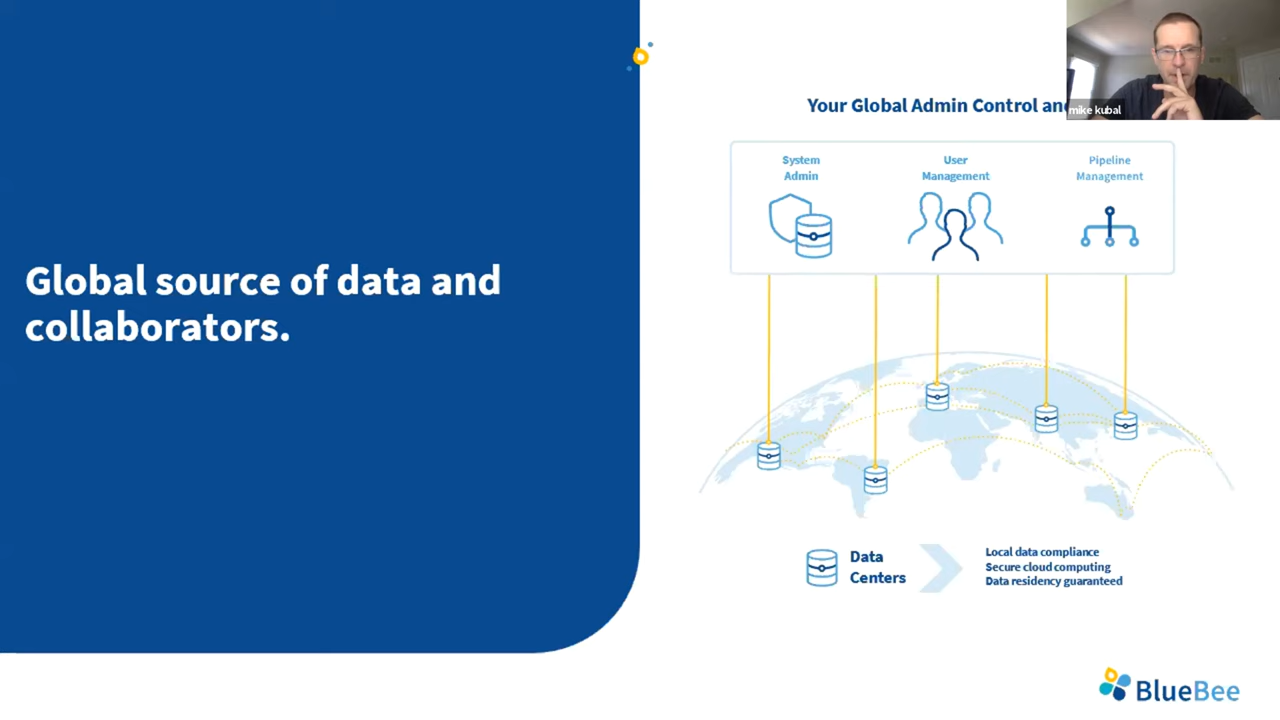 Global source of data and
collaborators.
Your Global Admin Control and
mike kubal
System
Admin
User
Management
Pipeline
Management
Data
Centers
Local data compliance
Secure cloud computing
Data residency guaranteed
BlueBee